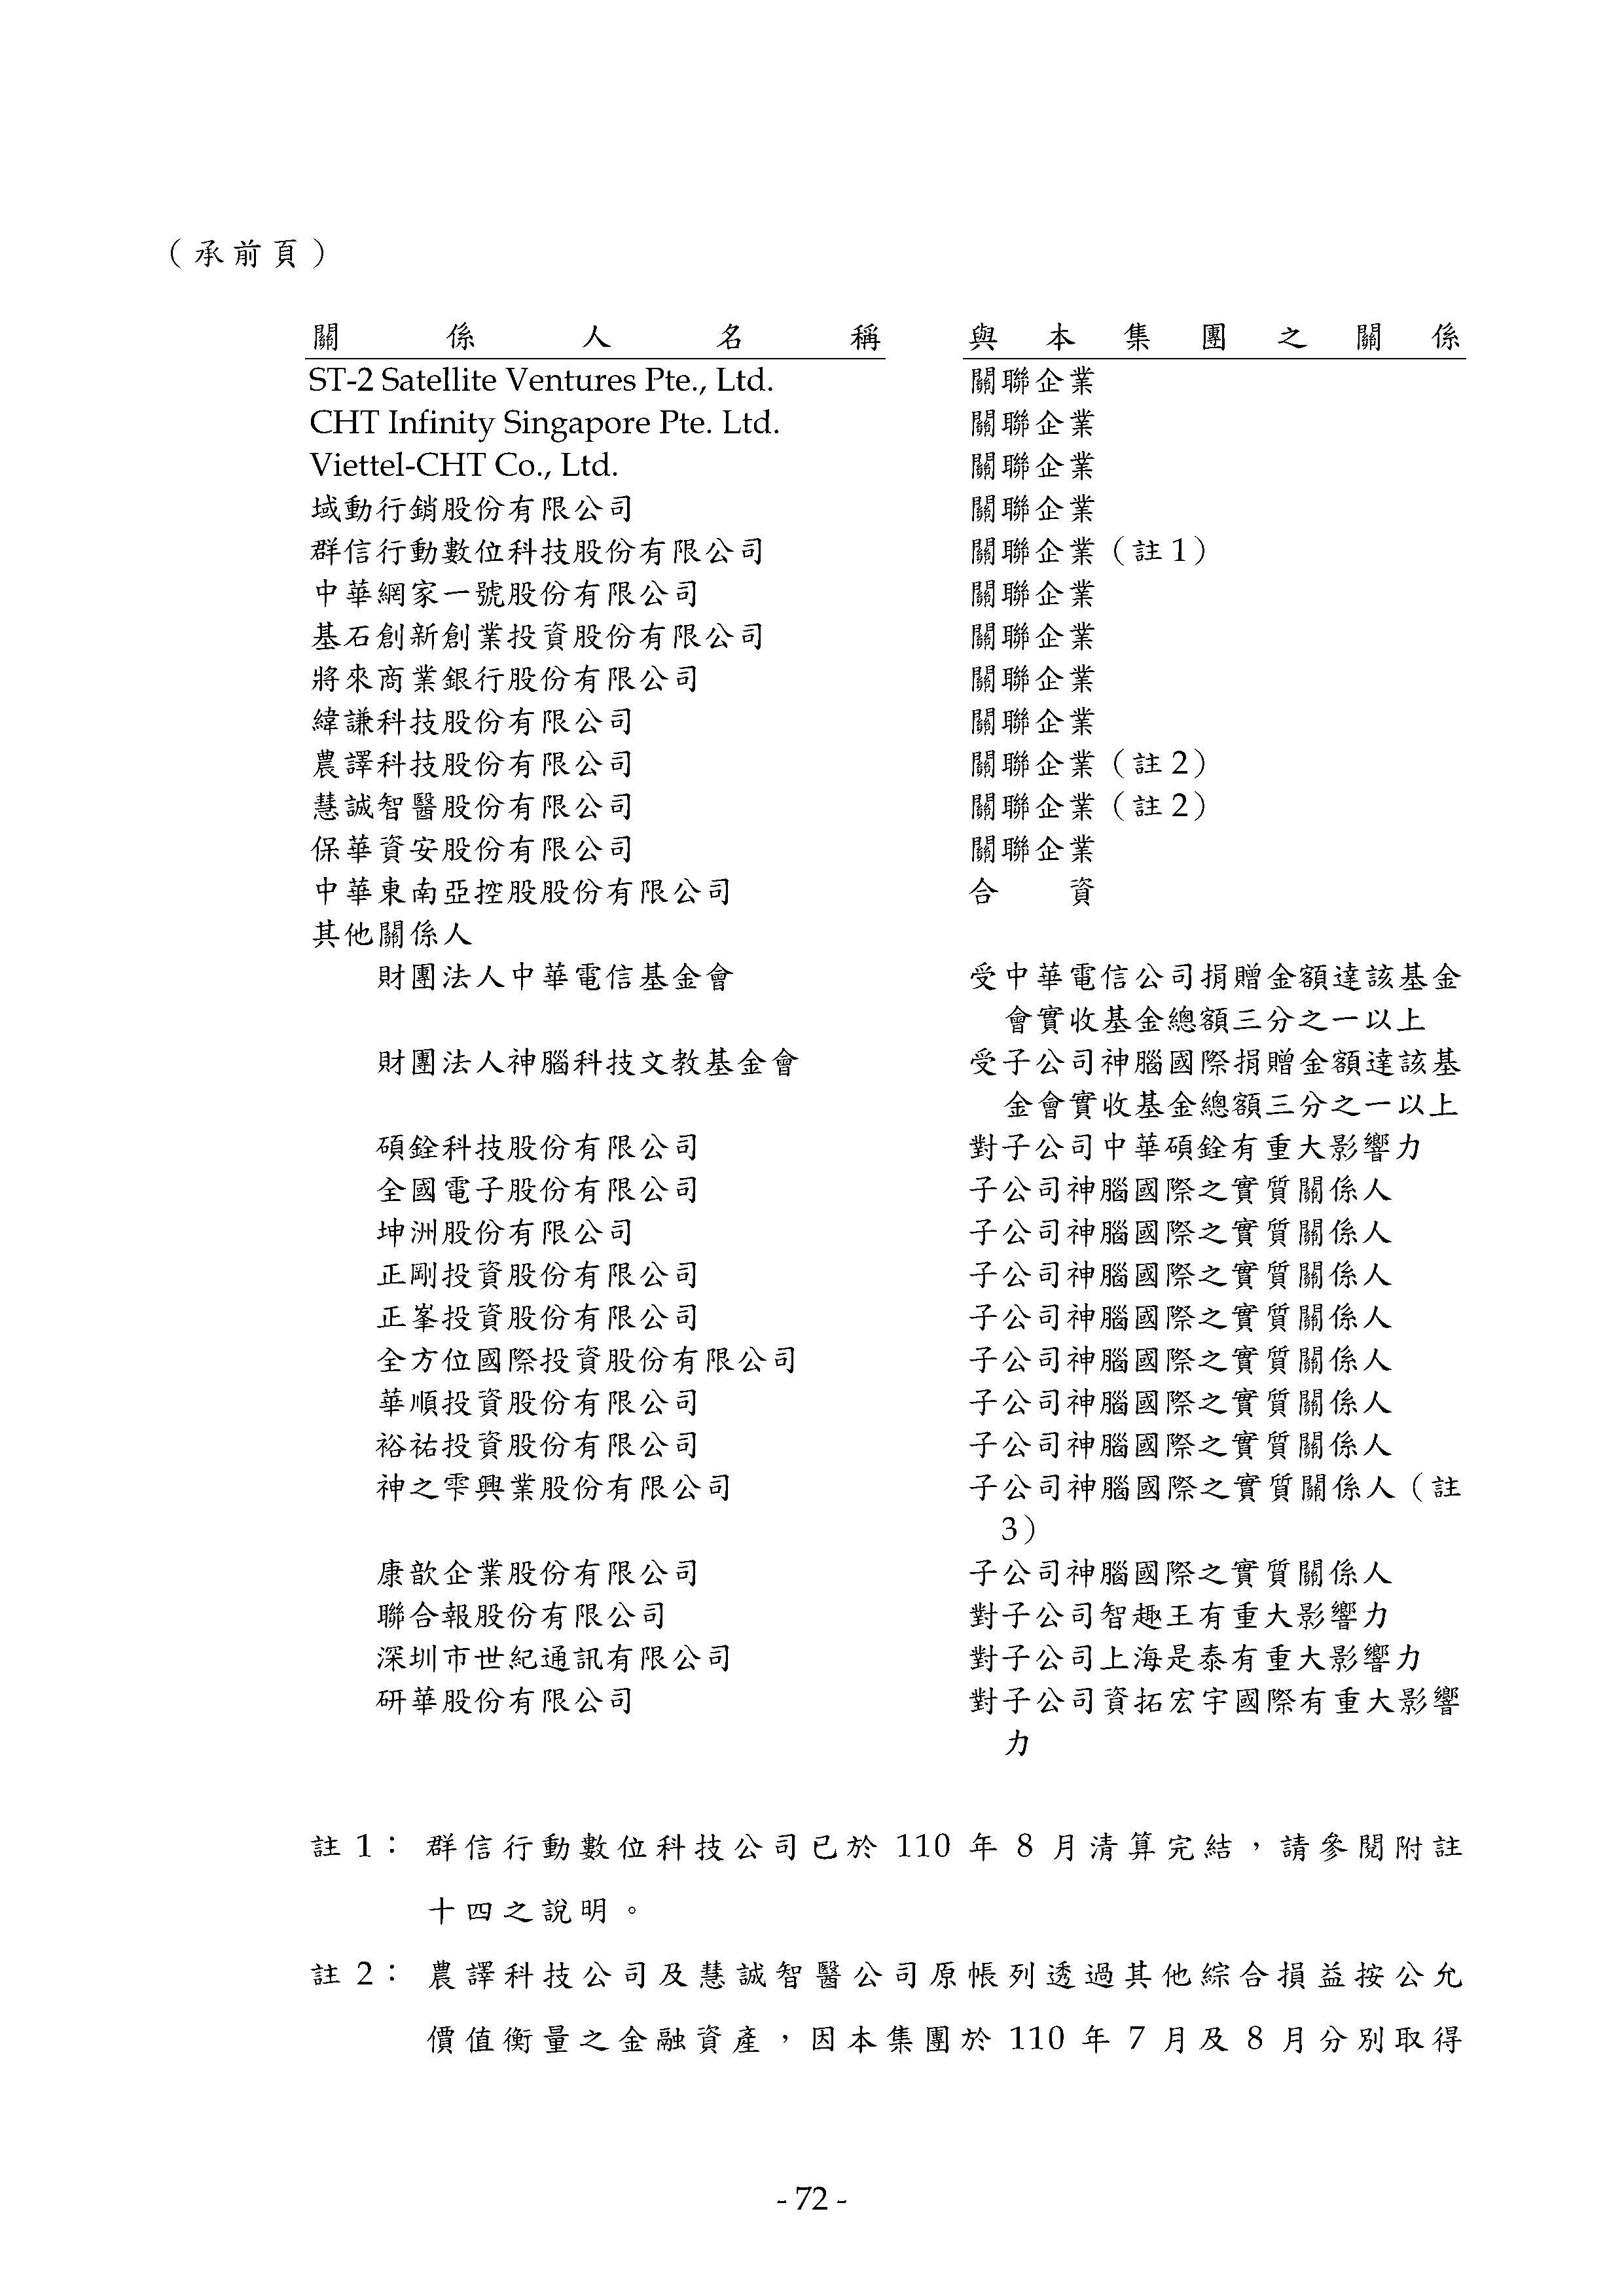 （承前頁）
關係人名稱 與本集團之關係
ST-2 Satellite Ventures Pte., Ltd. 關聯企業
CHT Infinity Singapore Pte. Ltd. 關聯企業
Viettel-CHT Co., Ltd. 關聯企業
域動行銷股份有限公司 關聯企業
群信行動數位科技股份有限公司 關聯企業（註1）
中華網家一號股份有限公司 關聯企業
基石創新創業投資股份有限公司 關聯企業
將來商業銀行股份有限公司 關聯企業
緯謙科技股份有限公司 關聯企業
農譯科技股份有限公司 關聯企業（註2）
慧誠智醫股份有限公司 關聯企業（註2）
保華資安股份有限公司 關聯企業
中華東南亞控股股份有限公司 合資
其他關係人
財團法人中華電信基金會 受中華電信公司捐贈金額達該基金
會實收基金總額三分之一以上
財團法人神腦科技文教基金會 受子公司神腦國際捐贈金額達該基
金會實收基金總額三分之一以上
碩銓科技股份有限公司 對子公司中華碩銓有重大影響力
全國電子股份有限公司 子公司神腦國際之實質關係人
坤洲股份有限公司 子公司神腦國際之實質關係人
正剛投資股份有限公司 子公司神腦國際之實質關係人
正峯投資股份有限公司 子公司神腦國際之實質關係人
全方位國際投資股份有限公司 子公司神腦國際之實質關係人
華順投資股份有限公司 子公司神腦國際之實質關係人
裕祐投資股份有限公司 子公司神腦國際之實質關係人
神之雫興業股份有限公司 子公司神腦國際之實質關係人（註
3）
康歆企業股份有限公司 子公司神腦國際之實質關係人
聯合報股份有限公司 對子公司智趣王有重大影響力
深圳市世紀通訊有限公司 對子公司上海是泰有重大影響力
研華股份有限公司 對子公司資拓宏宇國際有重大影響
力
註1：群信行動數位科技公司已於110年8月清算完結，請參閱附註
十四之說明。
註2：農譯科技公司及慧誠智醫公司原帳列透過其他綜合損益按公允
價值衡量之金融資產，因本集團於110年7月及8月分別取得
- 72 -